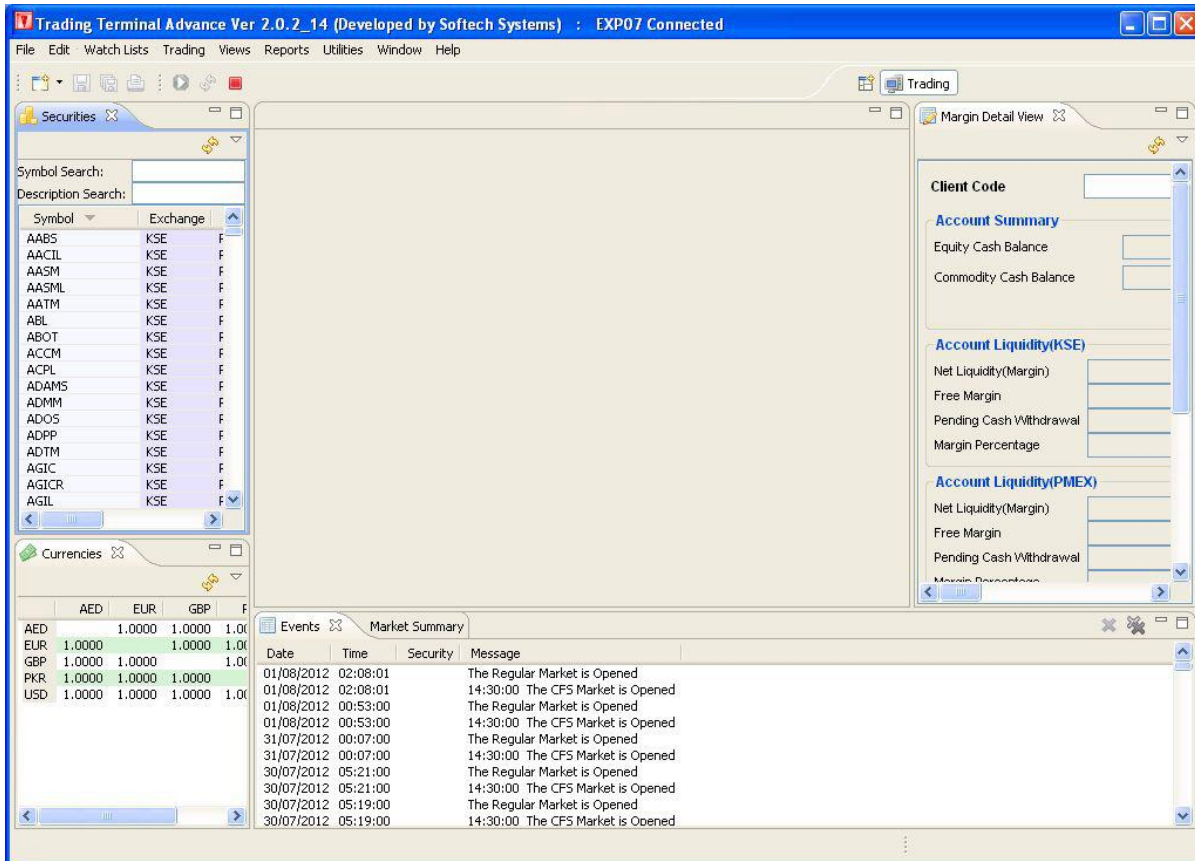 Trading Terminal Advance Ver 2.0.2_14 (Developed by Softech Systems) : EXP07 Connected
File Edit Watch Lists Trading Views Reports Utilities Window Help
Trading
Securities
Symbol Search:
Description Search:
Symbol Exchange
AABS KSE F
AACIL KSE F
AASM KSE F
AASML KSE F
AATM KSE F
ABL KSE F
ABOT KSE F
ACCM KSE F
ACPL KSE F
ADAMS KSE F
ADMM KSE F
ADOS KSE F
ADPP KSE F
ADTM KSE F
AGIC KSE F
AGICR KSE F
AGIL KSE F
Currencies
AED EUR GBP
AED 1.0000 1.0000 1.00
EUR 1.0000 1.0000 1.00
GBP 1.0000 1.0000 1.00
PKR 1.0000 1.0000 1.0000
USD 1.0000 1.0000 1.0000 1.00
Events Market Summary
Date Time Security Message
01/08/2012 02:08:01 The Regular Market is Opened
01/08/2012 02:08:01 14:30:00 The CFS Market is Opened
01/08/2012 00:53:00 The Regular Market is Opened
01/08/2012 00:53:00 14:30:00 The CFS Market is Opened
31/07/2012 00:07:00 The Regular Market is Opened
31/07/2012 00:07:00 14:30:00 The CFS Market is Opened
30/07/2012 05:21:00 The Regular Market is Opened
30/07/2012 05:21:00 14:30:00 The CFS Market is Opened
30/07/2012 05:19:00 The Regular Market is Opened
30/07/2012 05:19:00 14:30:00 The CFS Market is Opened
Margin Detail View
Client Code
Account Summary
Equity Cash Balance
Commodity Cash Balance
Account Liquidity(KSE)
Net Liquidity(Margin)
Free Margin
Pending Cash Withdrawal
Margin Percentage
Account Liquidity(PMEX)
Net Liquidity(Margin)
Free Margin
Pending Cash Withdrawal
Margin Percentage